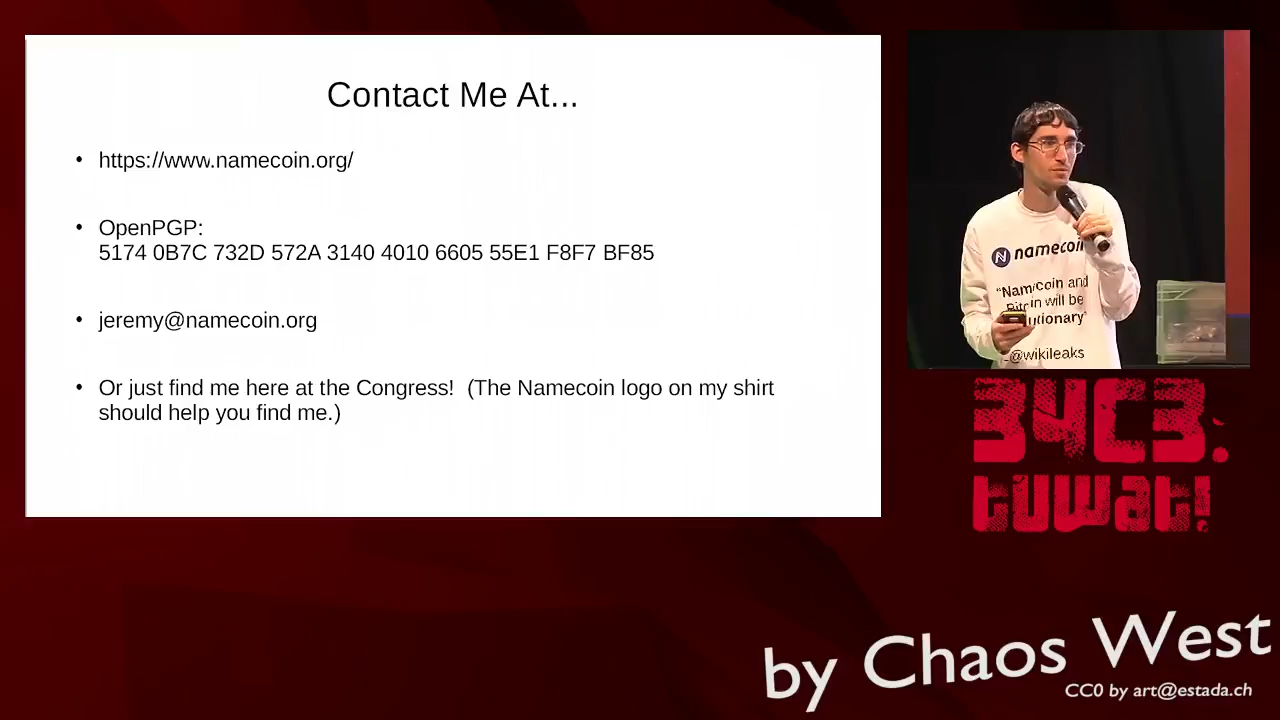 Contact Me At...
• https://www.namecoin.org/
• OpenPGP:
5174 0B7C 732D 572A 3140 4010 6605 55E1 F8F7 BF85
• jeremy@namecoin.org
• Or just find me here at the Congress!  (The Namecoin logo on my shirt
should help you find me.)
namecoin
“Namecoin and
will be
@wikileaks
34C3:
tuwat!
by Chaos West
CC0 by art@estada.ch